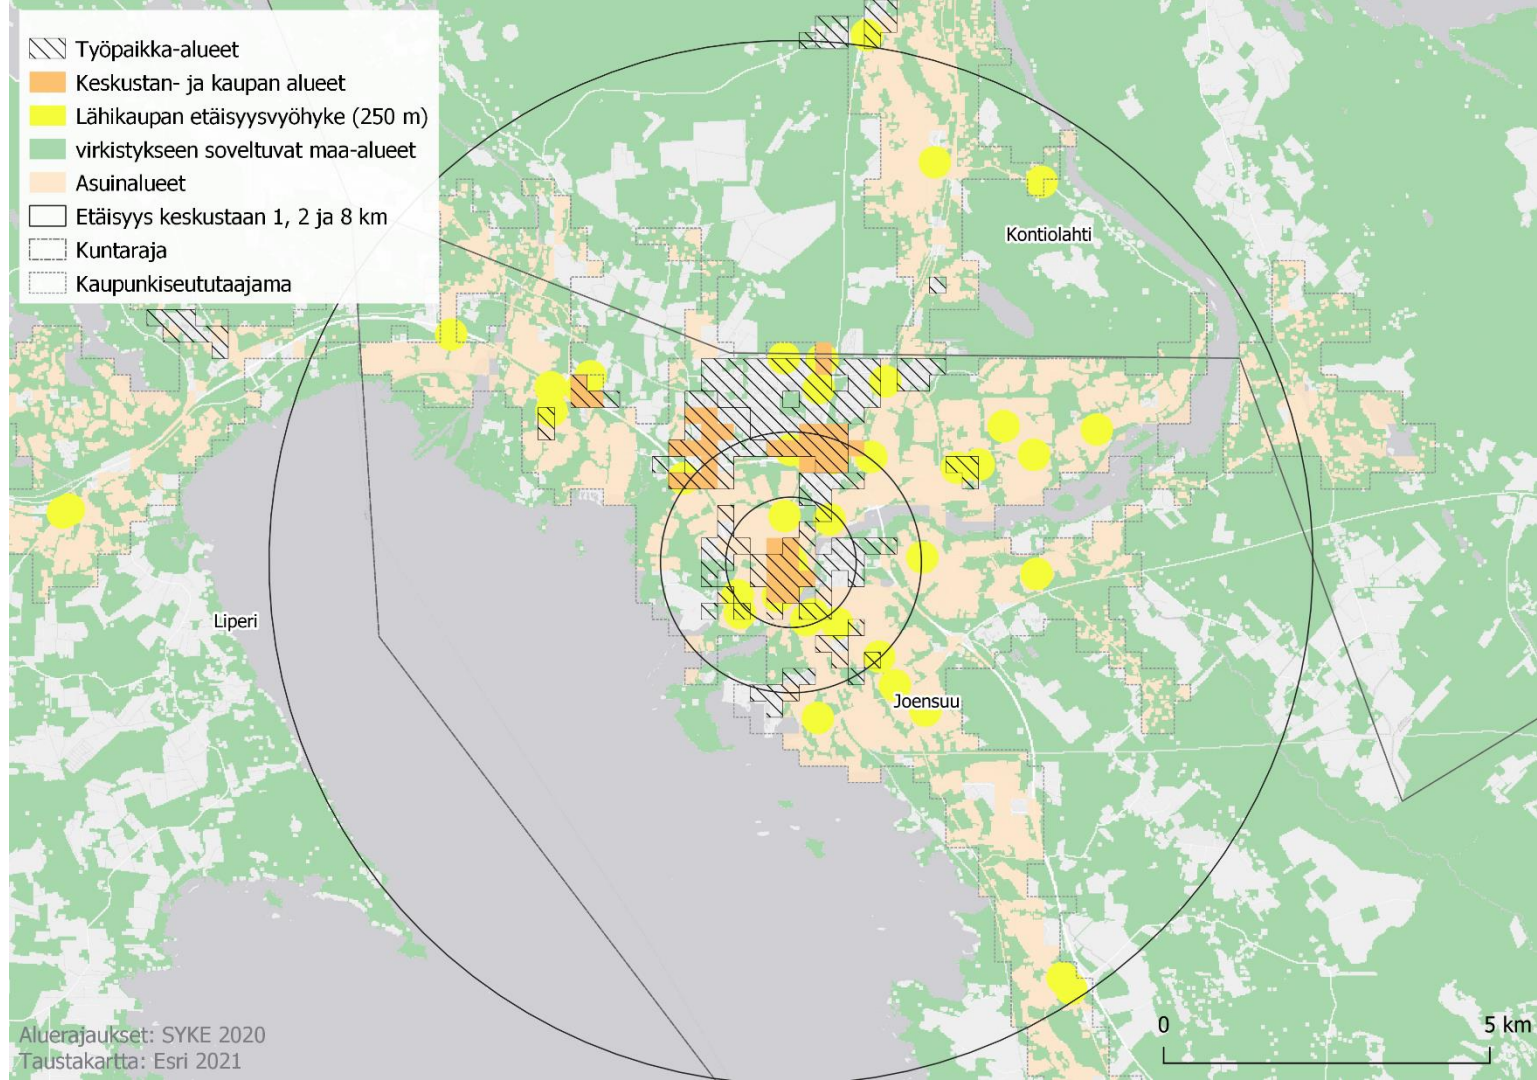 Työpaikka-alueet
Keskustan- ja kaupan alueet
Lähikaupan etäisyysvyöhyke (250 m)
virkistykseen soveltuvat maa-alueet
Asuinalueet
Etäisyys keskustaan 1, 2 ja 8 km
Kuntaraja
Kaupunkiseututaajama
Kontiolahti
Liperi
Joensuu
0
5 km
Aluerajaukset: SYKE 2020
Taustakartta: Esri 2021